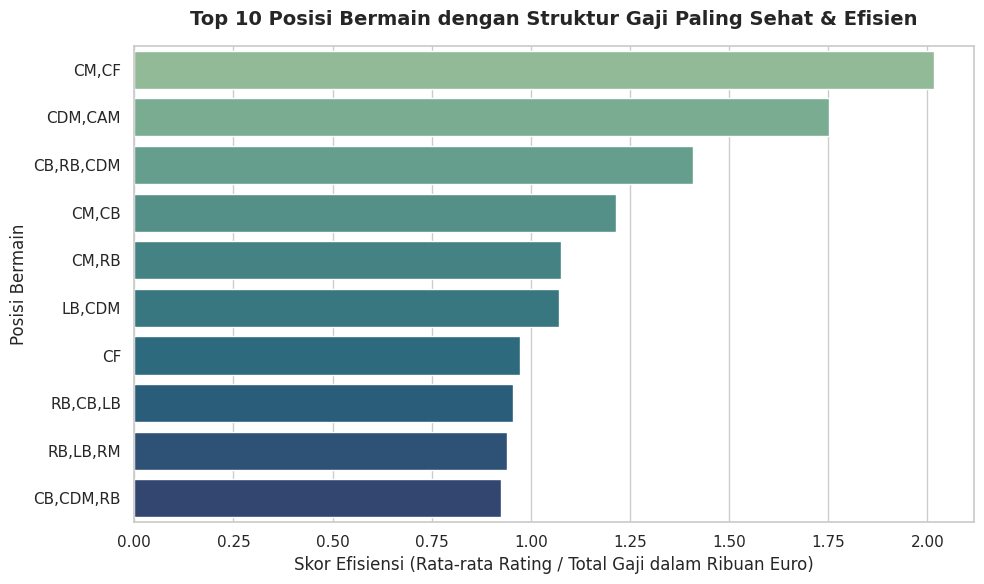 Top 10 Posisi Bermain dengan Struktur Gaji Paling Sehat & Efisien
Posisi Bermain
CM,CF
CDM,CAM
CB,RB,CDM
CM,CB
CM,RB
LB,CDM
CF
RB,CB,LB
RB,LB,RM
CB,CDM,RB
0.00 0.25 0.50 0.75 1.00 1.25 1.50 1.75 2.00
Skor Efisiensi (Rata-rata Rating / Total Gaji dalam Ribuan Euro)